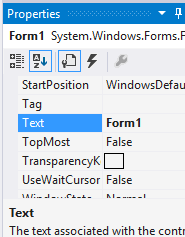 Properties
Form1 System.Windows.Forms.F
StartPosition WindowsDefau
Tag
Text Form1
TopMost False
TransparencyK
UseWaitCursor False
WindowState Normal
Text
The text associated with the contr